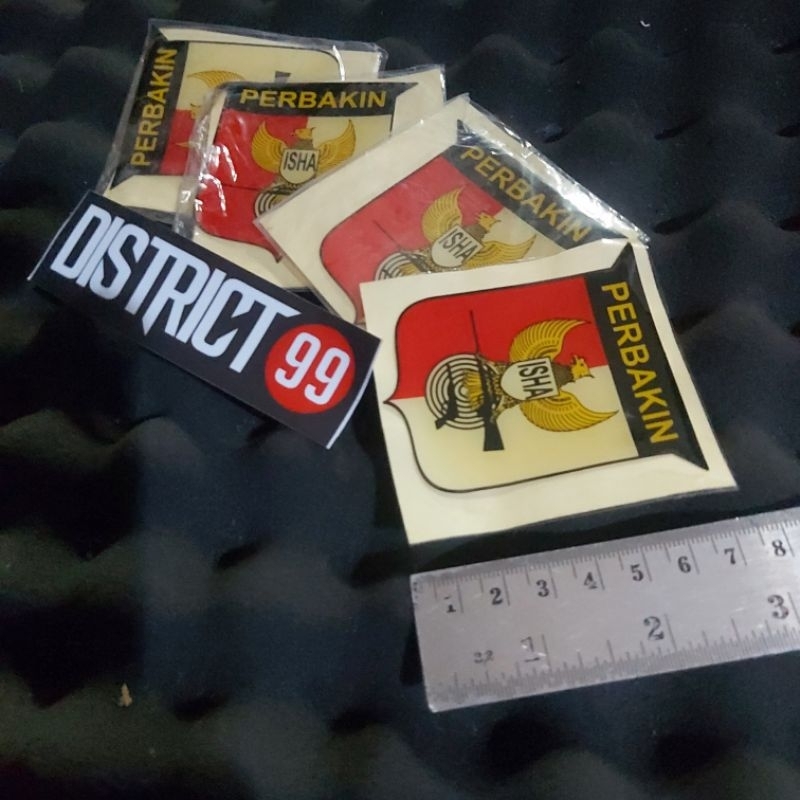 PERBAKIN
PERBAKIN
ISHA
PERBAKIN
ISHA
DISTRICT 99
PERBAKIN
ISHA
1 2 3 4 5 6 7 8
32 1 2 3